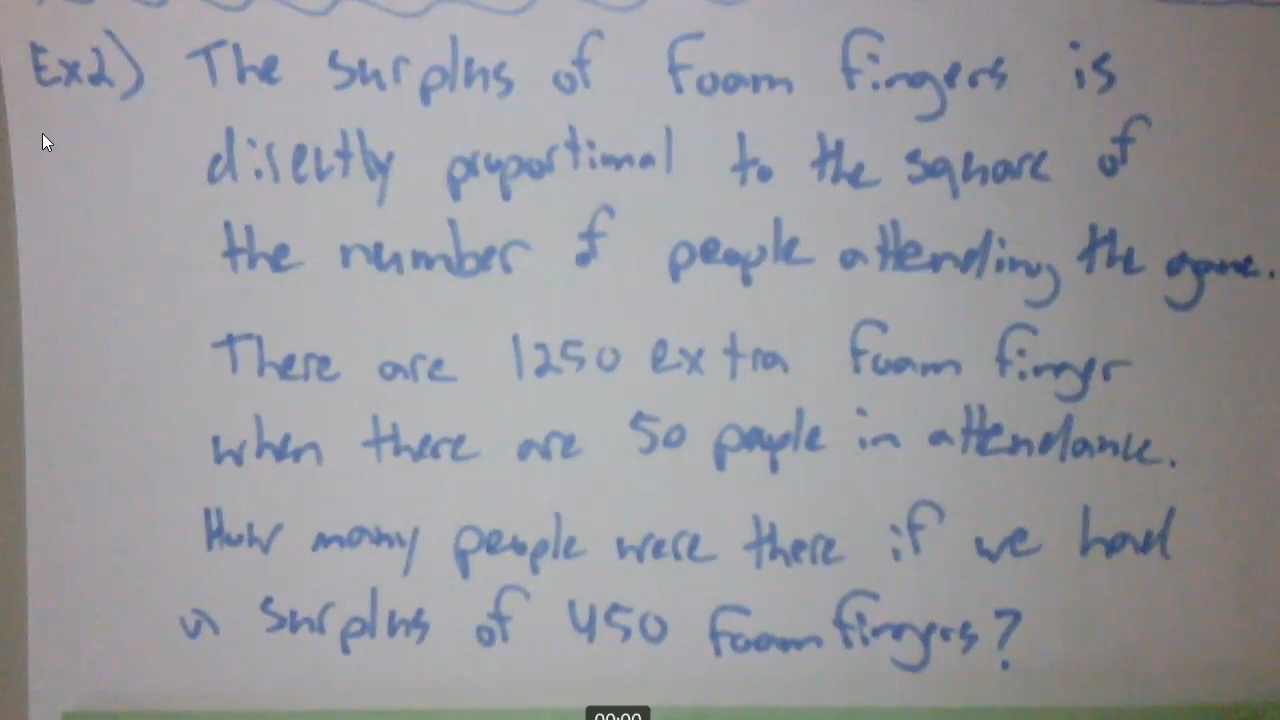 Ex2) The surplus of foam fingers is
directly proportional to the square of
the number of people attending the game.
There are 1250 extra foam finger
when there are 50 people in attendance.
How many people were there if we had
a surplus of 450 foam fingers?
00:00